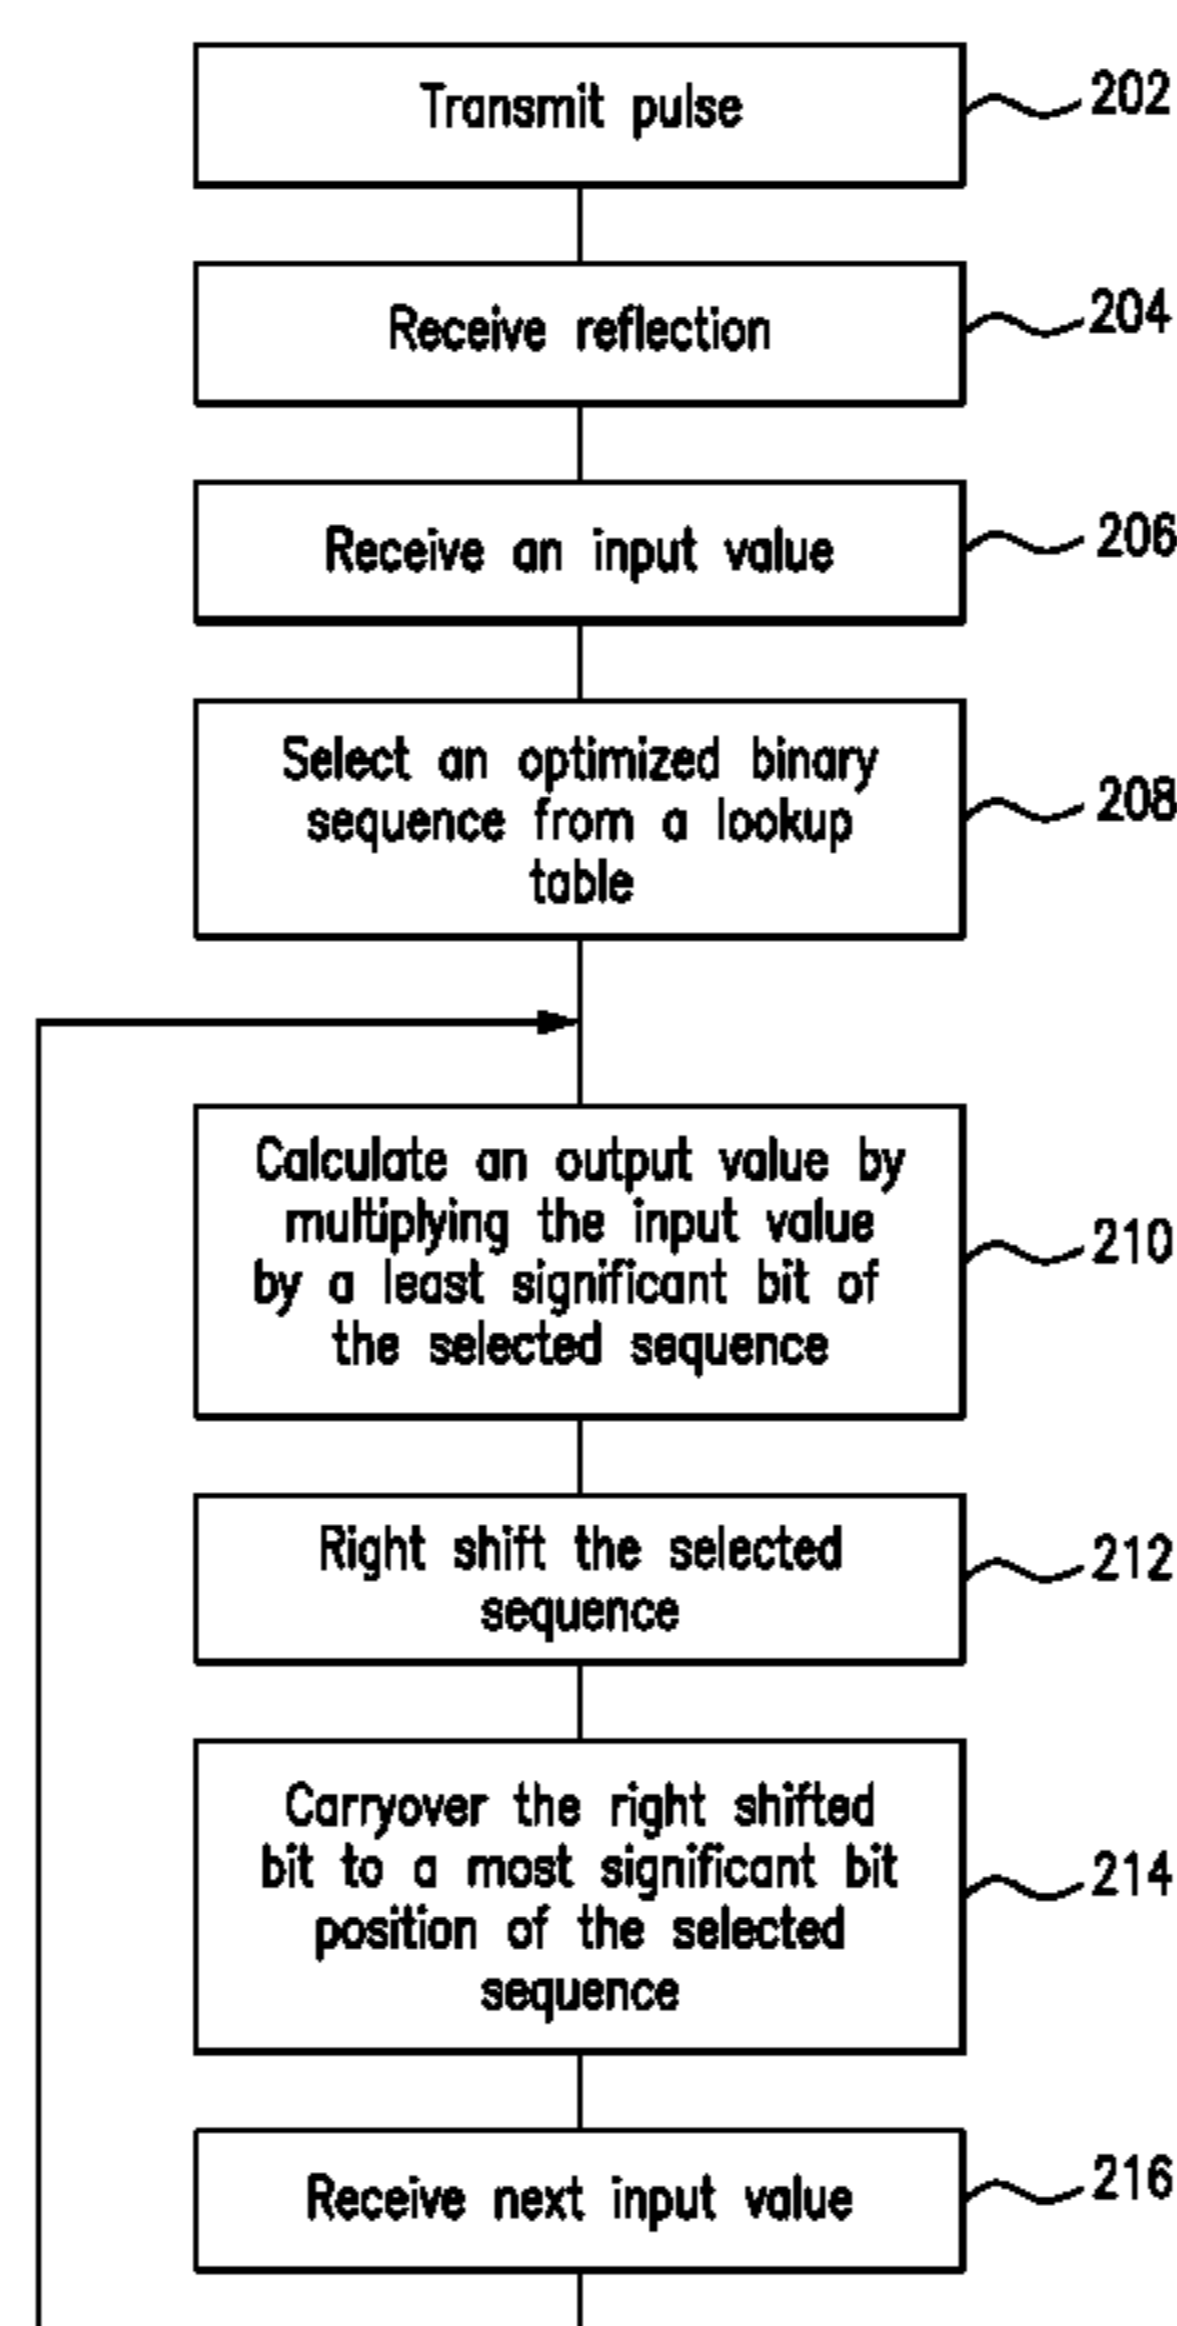 Transmit pulse
202
Receive reflection
204
Receive an input value
206
Select an optimized binary
sequence from a lookup
table
208
Calculate an output value by
multiplying the input value
by a least significant bit of
the selected sequence
210
Right shift the selected
sequence
212
Carryover the right shifted
bit to a most significant bit
position of the selected
sequence
214
Receive next input value
216